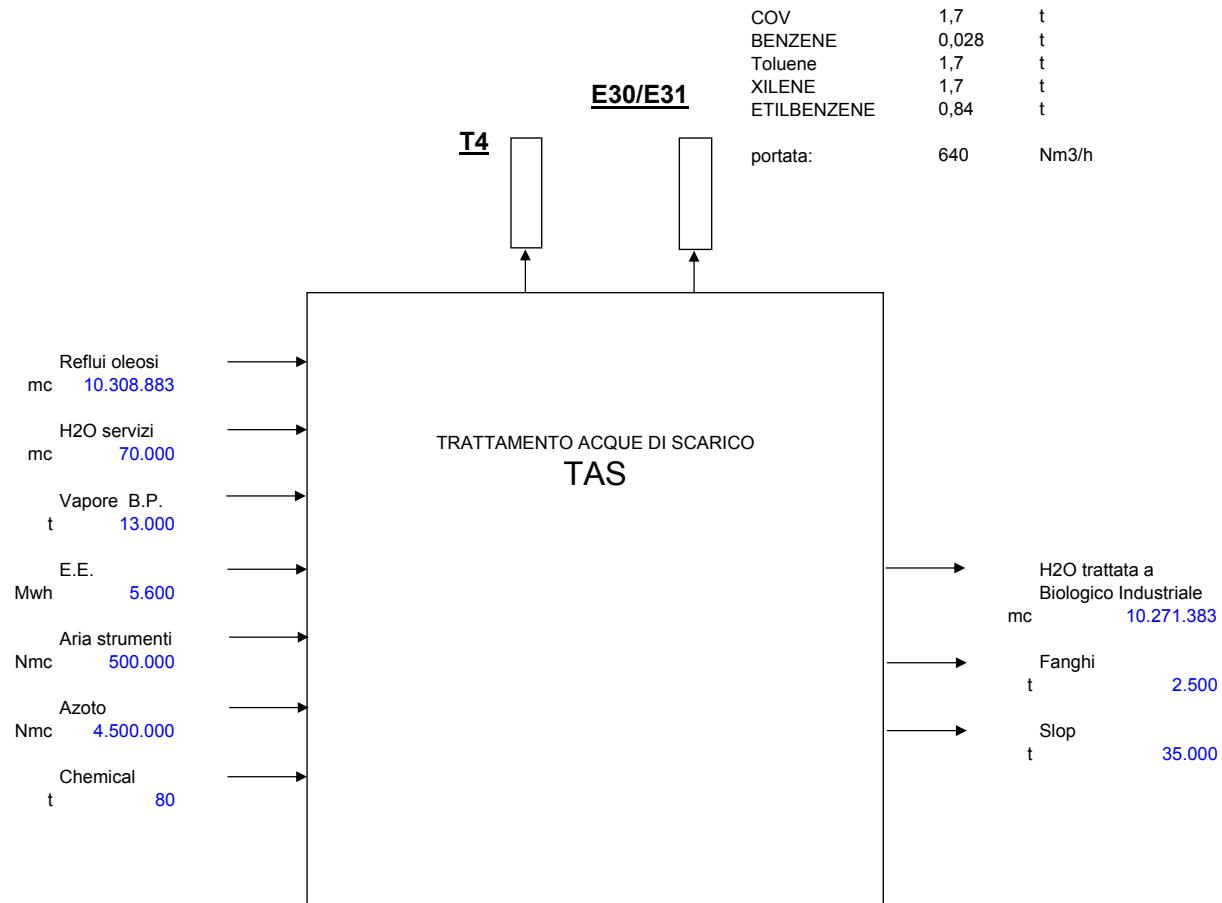 COV 1,7 t
BENZENE 0,028 t
Toluene 1,7 t
XILENE 1,7 t
ETILBENZENE 0,84 t
portata: 640 Nm3/h
E30/E31
T4
Reflui oleosi
mc 10.308.883
H2O servizi
mc 70.000
Vapore B.P.
t 13.000
E.E.
Mwh 5.600
Aria strumenti
Nmc 500.000
Azoto
Nmc 4.500.000
Chemical
t 80
TRATTAMENTO ACQUE DI SCARICO
TAS
H2O trattata a
Biologico Industriale
mc 10.271.383
Fanghi
t 2.500
Slop
t 35.000